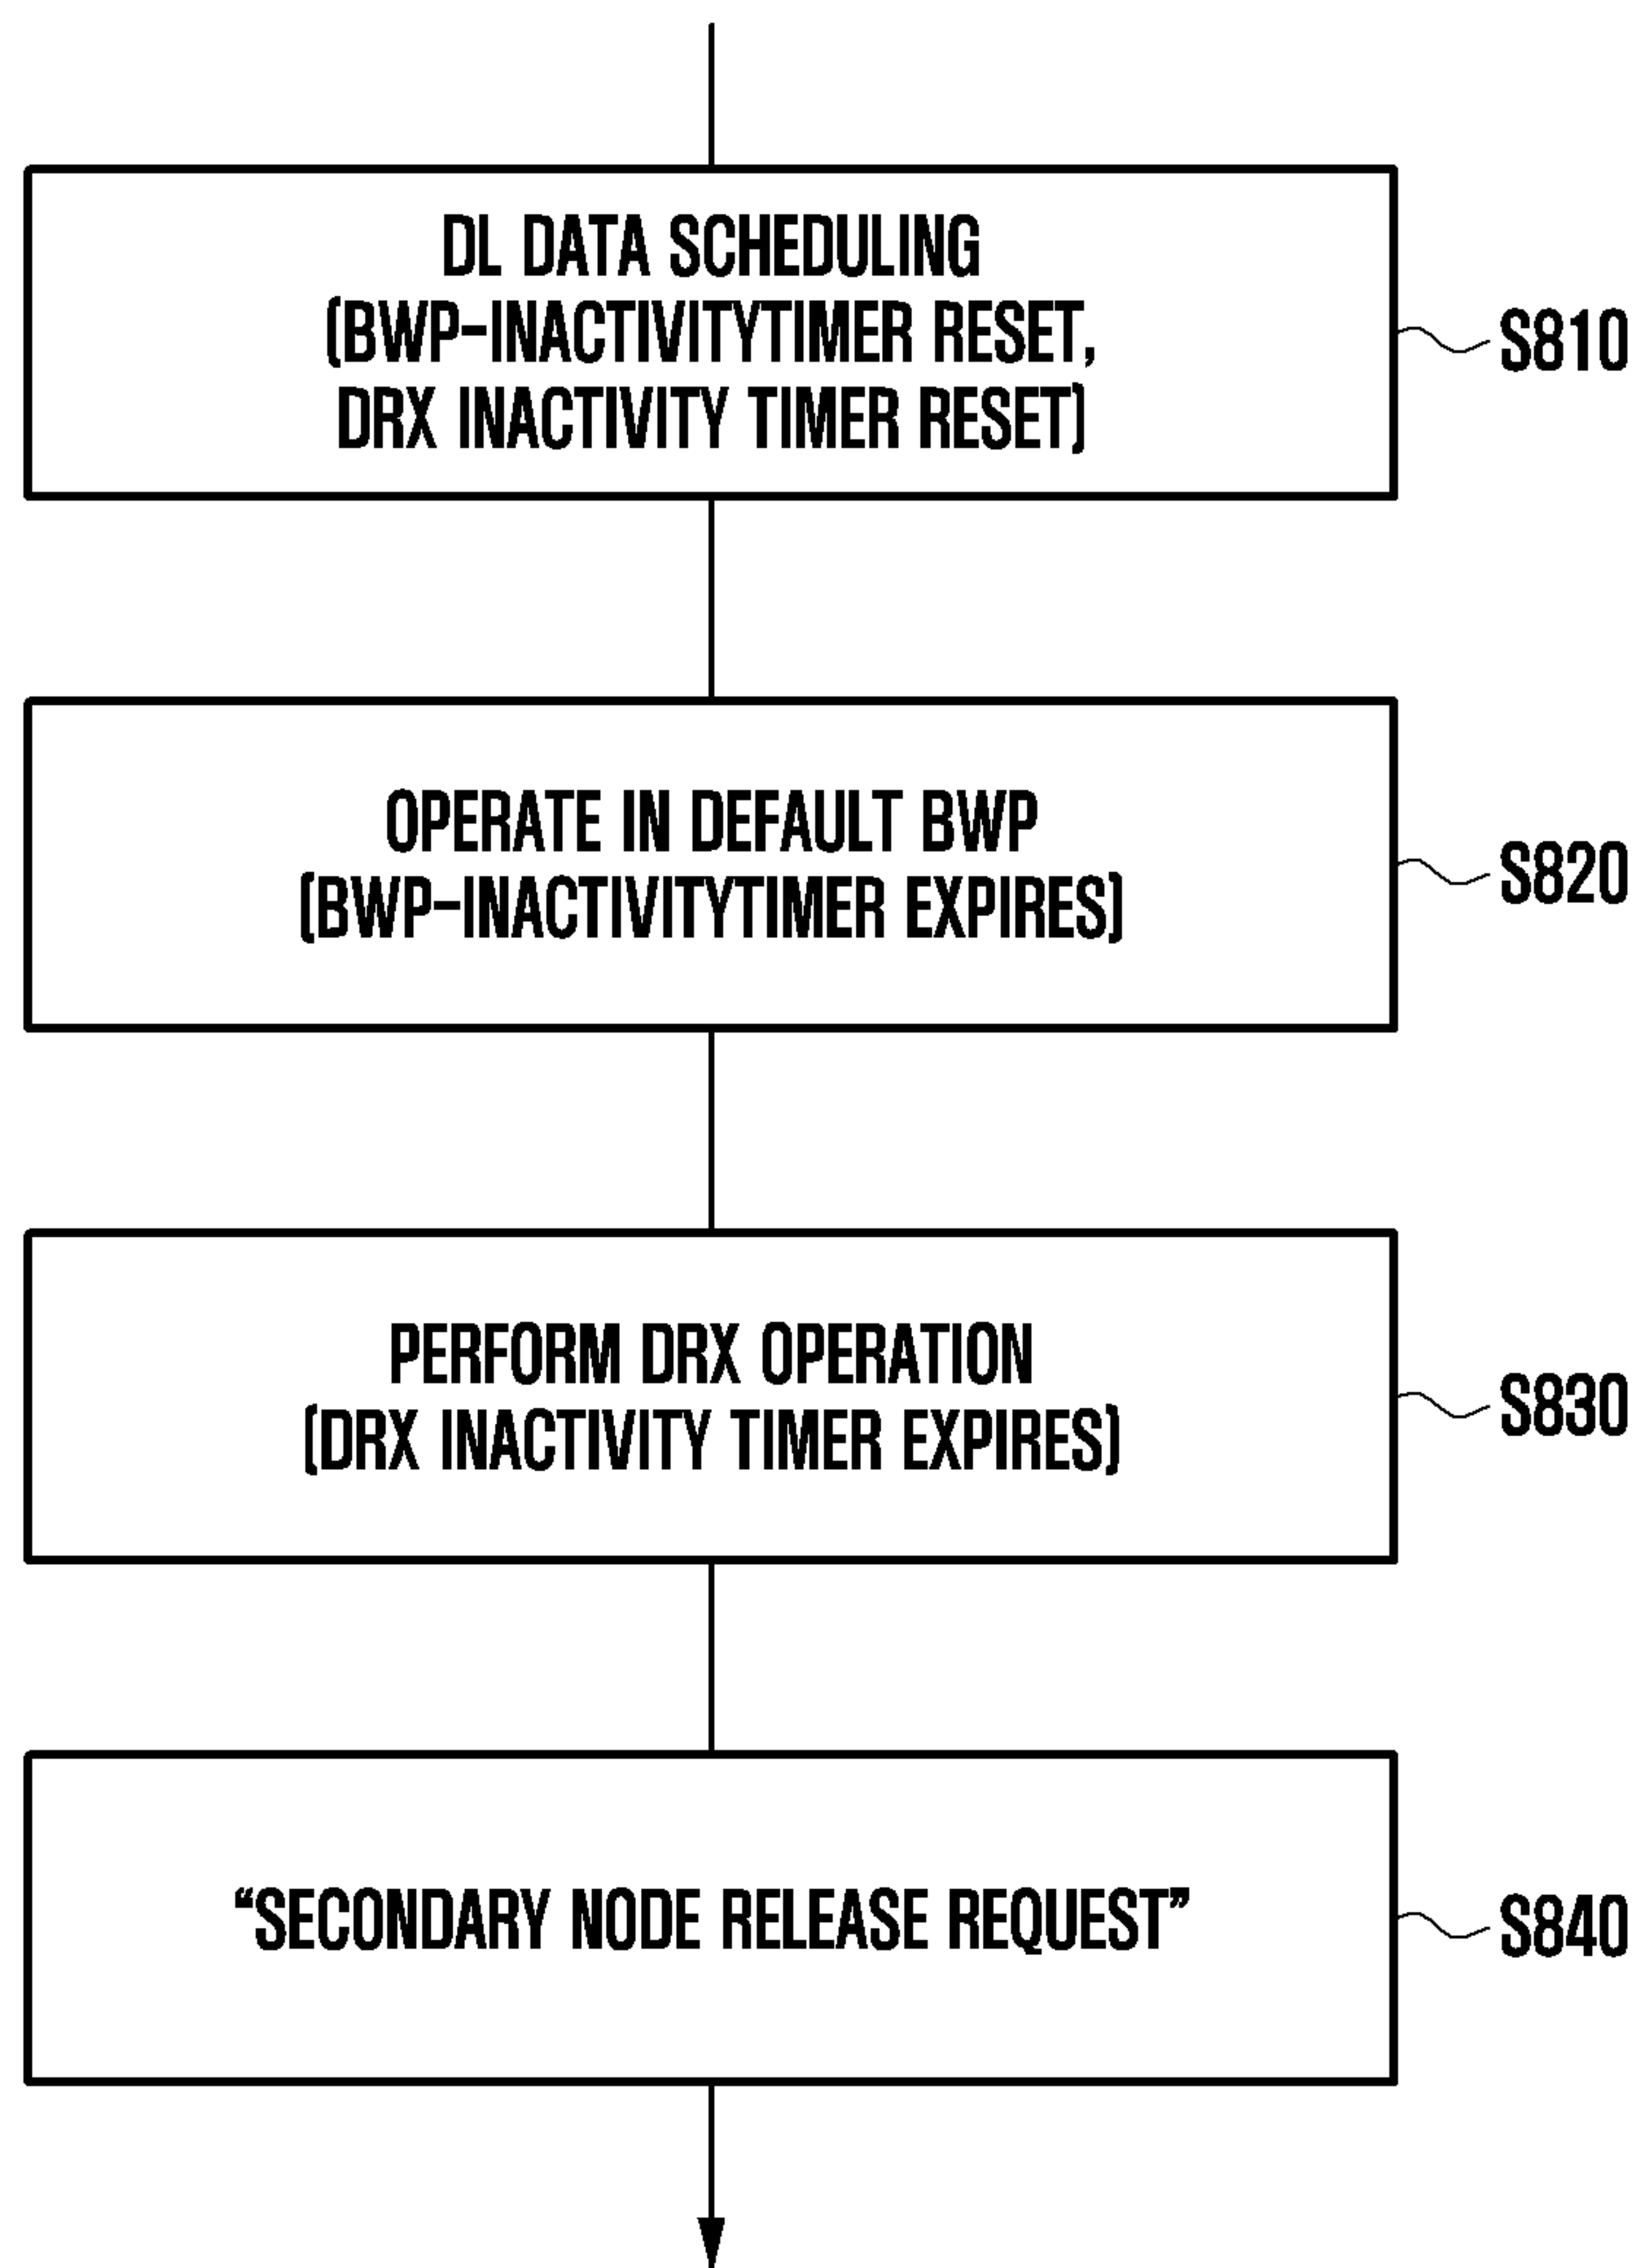 DL DATA SCHEDULING
(BWP-INACTIVITYTIMER RESET,
DRX INACTIVITY TIMER RESET)
S810
OPERATE IN DEFAULT BWP
(BWP-INACTIVITYTIMER EXPIRES)
S820
PERFORM DRX OPERATION
(DRX INACTIVITY TIMER EXPIRES)
S830
“SECONDARY NODE RELEASE REQUEST”
S840